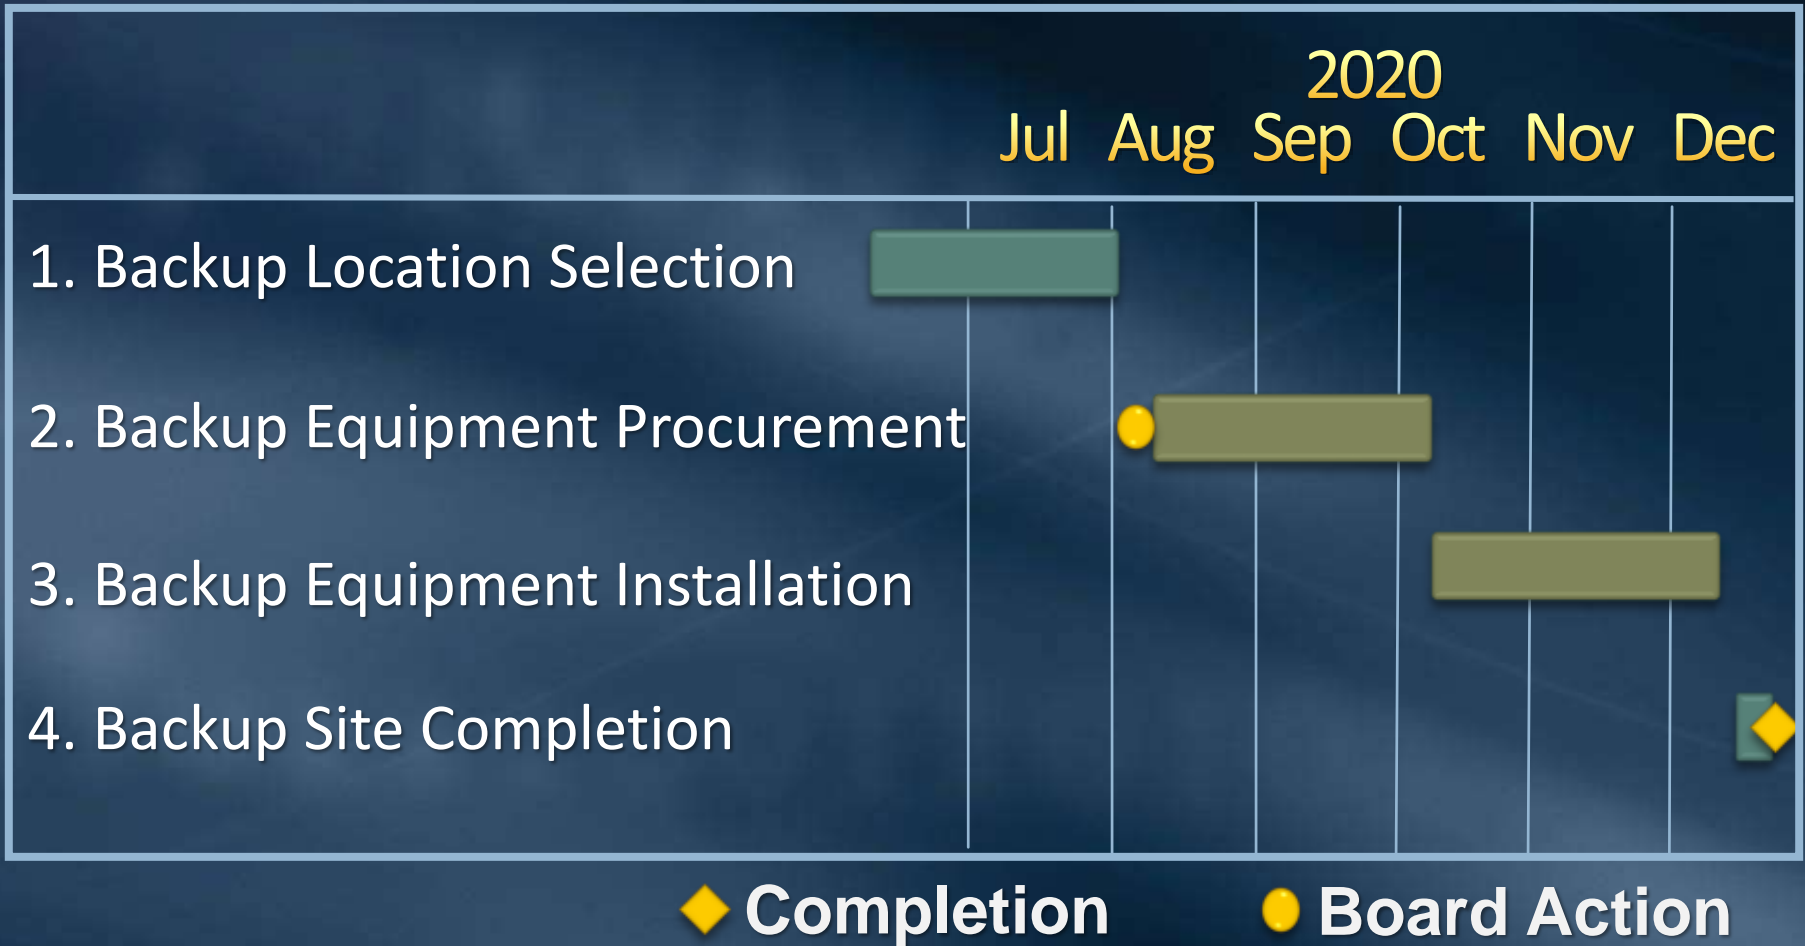 2020
Jul Aug Sep Oct Nov Dec
1. Backup Location Selection
2. Backup Equipment Procurement
3. Backup Equipment Installation
4. Backup Site Completion
Completion Board Action